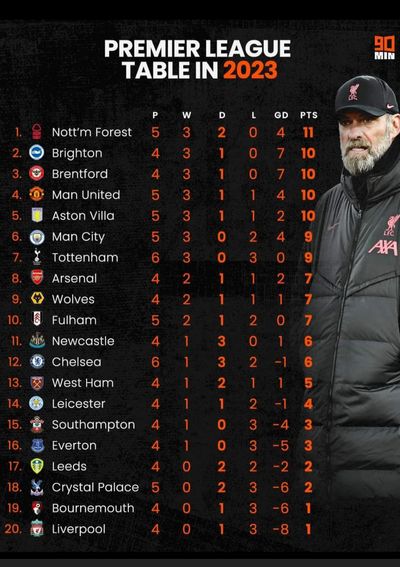 90
MIN
PREMIER LEAGUE
TABLE IN 2023
P W D L GD PTS
1. Nott'm Forest 5 3 2 0 4 11
2. Brighton 4 3 1 0 7 10
3. Brentford 4 3 1 0 7 10
4. Man United 5 3 1 1 4 10
5. Aston Villa 5 3 1 1 2 10
6. Man City 5 3 0 2 4 9
7. Tottenham 6 3 0 3 0 9
8. Arsenal 4 2 1 1 2 7
9. Wolves 4 2 1 1 1 7
10. Fulham 5 2 1 2 0 7
11. Newcastle 4 1 3 0 1 6
12. Chelsea 6 1 3 2 -1 6
13. West Ham 4 1 2 1 1 5
14. Leicester 4 1 1 2 -1 4
15. Southampton 4 1 0 3 -4 3
16. Everton 4 1 0 3 -5 3
17. Leeds 4 0 2 2 -2 2
18. Crystal Palace 5 0 2 3 -6 2
19. Bournemouth 4 0 1 3 -6 1
20. Liverpool 4 0 1 3 -8 1
AXA